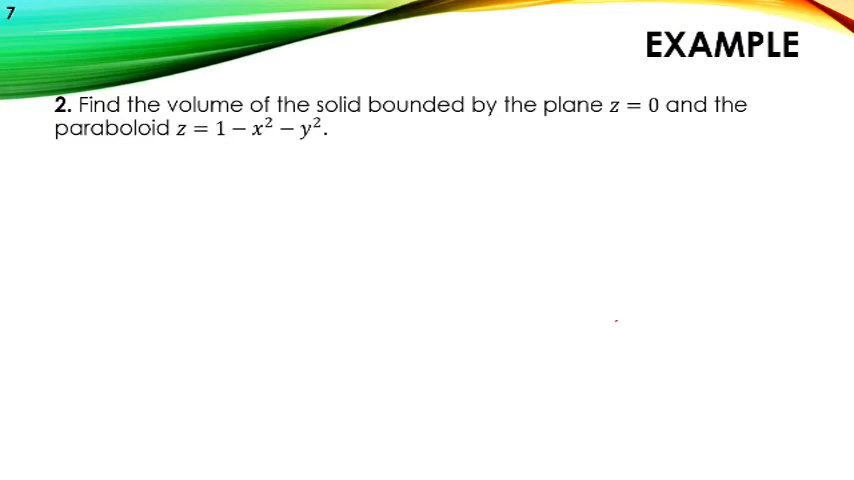 7
EXAMPLE
2. Find the volume of the solid bounded by the plane z = 0 and the
paraboloid z = 1 − x² − y².